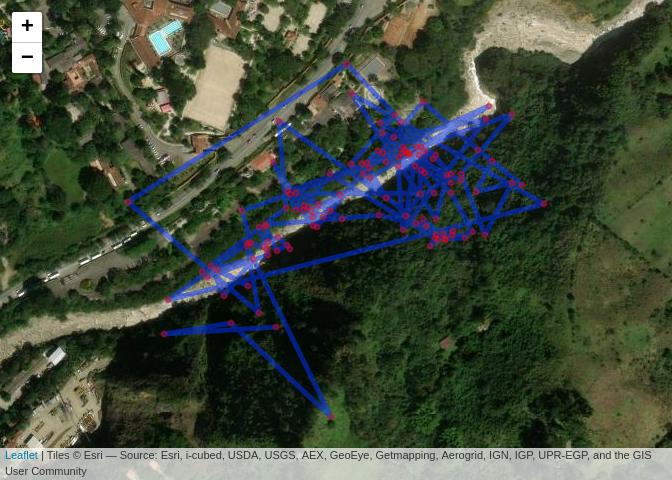 +
−
Leaflet | Tiles © Esri — Source: Esri, i-cubed, USDA, USGS, AEX, GeoEye, Getmapping, Aerogrid, IGN, IGP, UPR-EGP, and the GIS
User Community